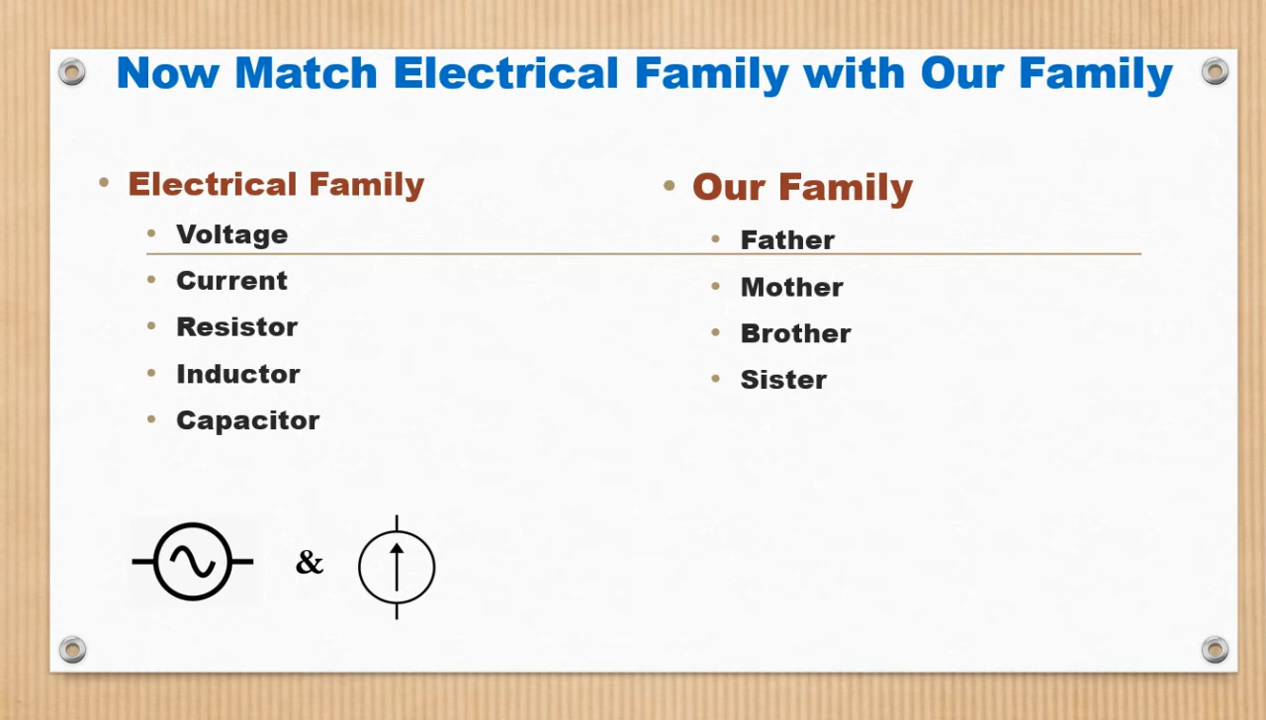 Now Match Electrical Family with Our Family
Electrical Family
Voltage
Current
Resistor
Inductor
Capacitor
&
Our Family
Father
Mother
Brother
Sister